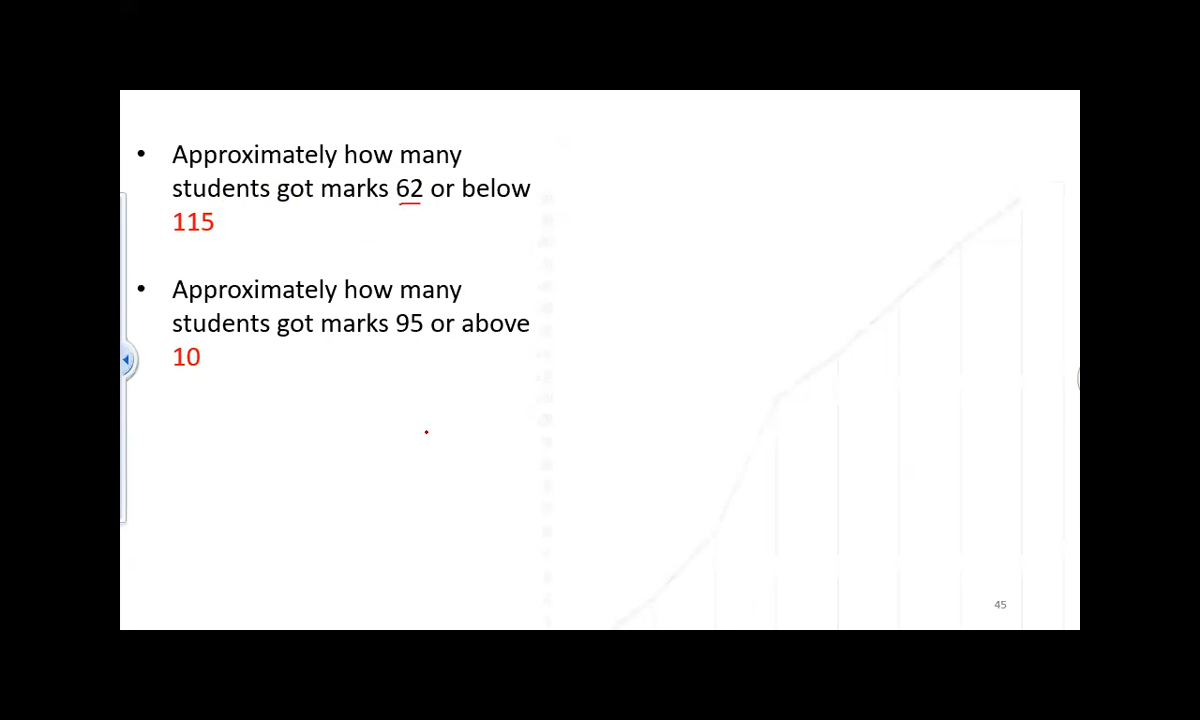 • Approximately how many
students got marks 62 or below
115
• Approximately how many
students got marks 95 or above
10
45